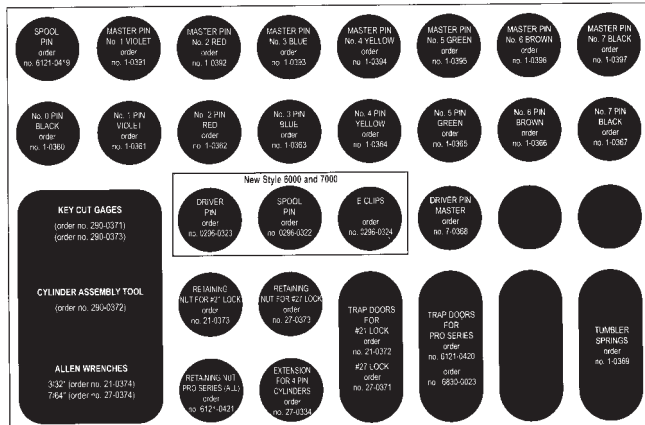 SPOOL
PIN
order
no. 6121-0419
MASTER PIN
No. 1 VIOLET
order
no. 1-0391
MASTER PIN
No. 2 RED
order
no. 1-0392
MASTER PIN
No. 3 BLUE
order
no. 1-0393
MASTER PIN
No. 4 YELLOW
order
no. 1-0394
MASTER PIN
No. 5 GREEN
order
no. 1-0395
MASTER PIN
No. 6 BROWN
order
no. 1-0396
MASTER PIN
No. 7 BLACK
order
no. 1-0397
No. 0 PIN
BLACK
order
no. 1-0360
No. 1 PIN
VIOLET
order
no. 1-0361
No. 2 PIN
RED
order
no. 1-0362
No. 3 PIN
BLUE
order
no. 1-0363
No. 4 PIN
YELLOW
order
no. 1-0364
No. 5 PIN
GREEN
order
no. 1-0365
No. 6 PIN
BROWN
order
no. 1-0366
No. 7 PIN
BLACK
order
no. 1-0367
KEY CUT GAGES
(order no. 290-0371)
(order no. 290-0373)
CYLINDER ASSEMBLY TOOL
(order no. 290-0372)
ALLEN WRENCHES
3/32" (order no. 21-0374)
7/64" (order no. 27-0374)
New Style 6000 and 7000
DRIVER
PIN
order
no. 0296-0323
SPOOL
PIN
order
no. 0296-0322
E CLIPS
order
no. 0296-0324
DRIVER PIN
MASTER
order
no. 7-0368
RETAINING
NUT FOR #21 LOCK
order
no. 21-0373
RETAINING
NUT FOR #27 LOCK
order
no. 27-0373
RETAINING NUT
PRO SERIES (ALL)
order
no. 6121-0421
EXTENSION
FOR 4 PIN
CYLINDERS
order
no. 27-0334
TRAP DOORS
FOR
#21 LOCK
order
no. 21-0372
#27 LOCK
order
no. 27-0371
TRAP DOORS
FOR
PRO SERIES
order
no. 6121-0420
order
no. 6830-0023
TUMBLER
SPRINGS
order
no. 1-0369